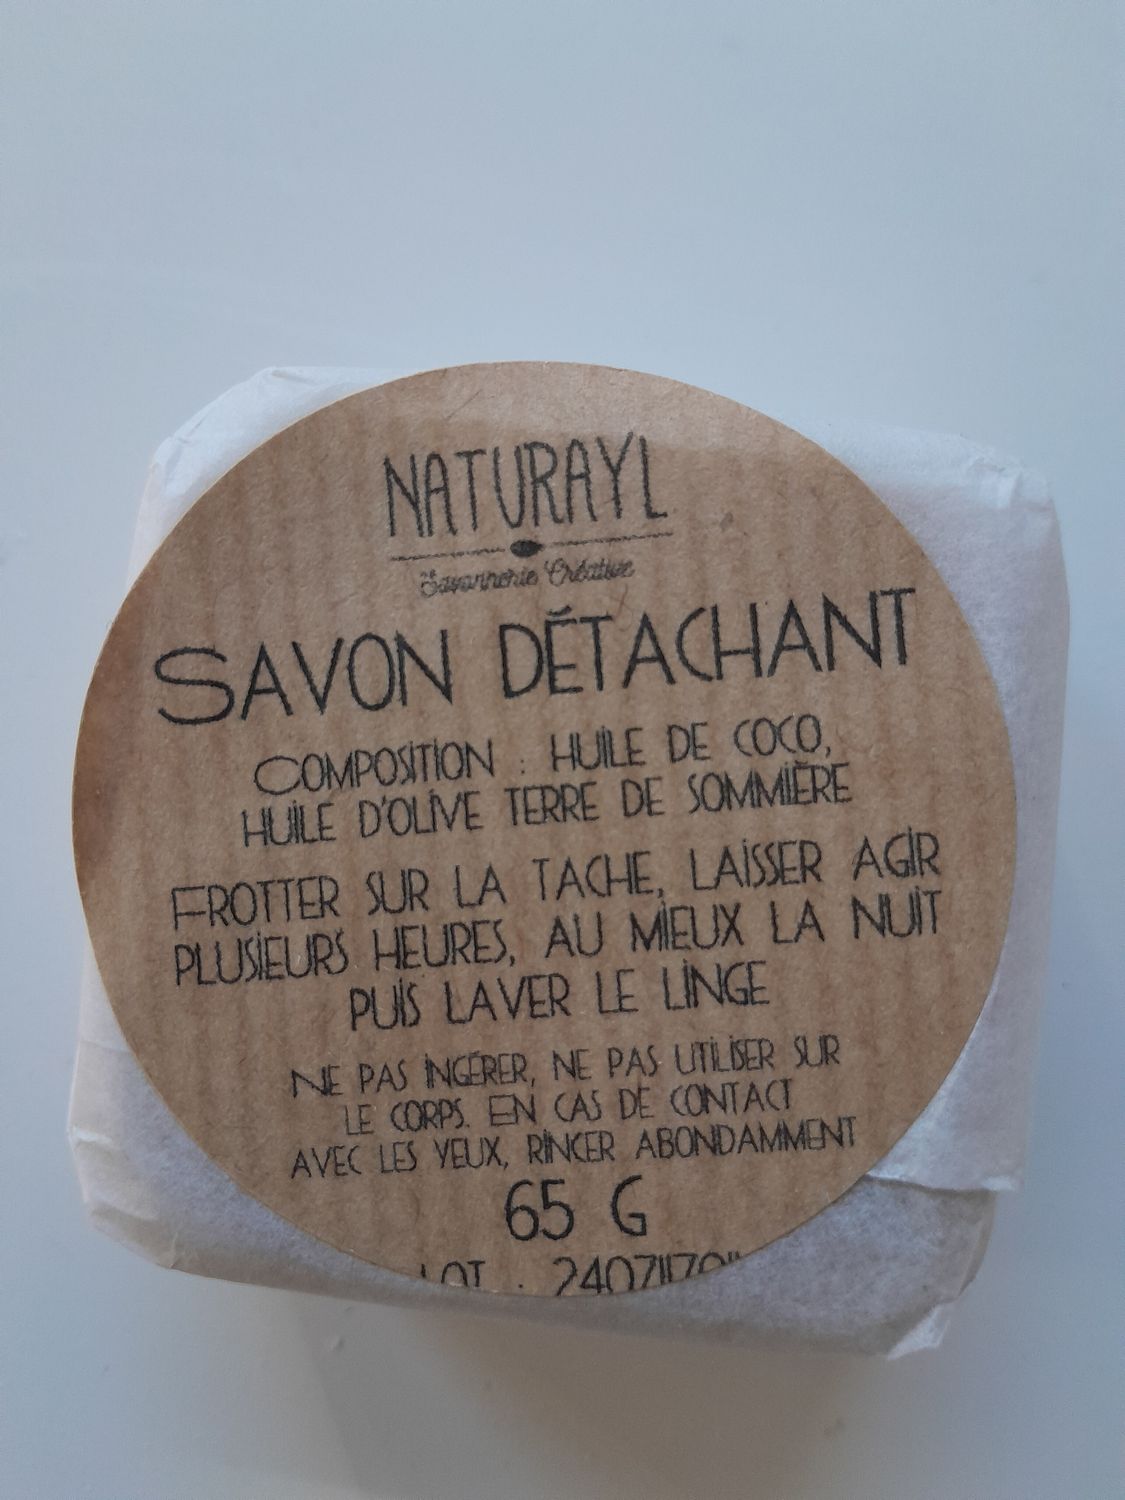 NATURAYL
Savonnerie Créative
SAVON DÉTACHANT
COMPOSITION : HUILE DE COCO,
HUILE D'OLIVE TERRE DE SOMMIÈRE
FROTTER SUR LA TACHE, LAISSER AGIR
PLUSIEURS HEURES, AU MIEUX LA NUIT
PUIS LAVER LE LINGE
NE PAS INGÉRER, NE PAS UTILISER SUR
LE CORPS. EN CAS DE CONTACT
AVEC LES YEUX, RINCER ABONDAMMENT
65 G
LOT :